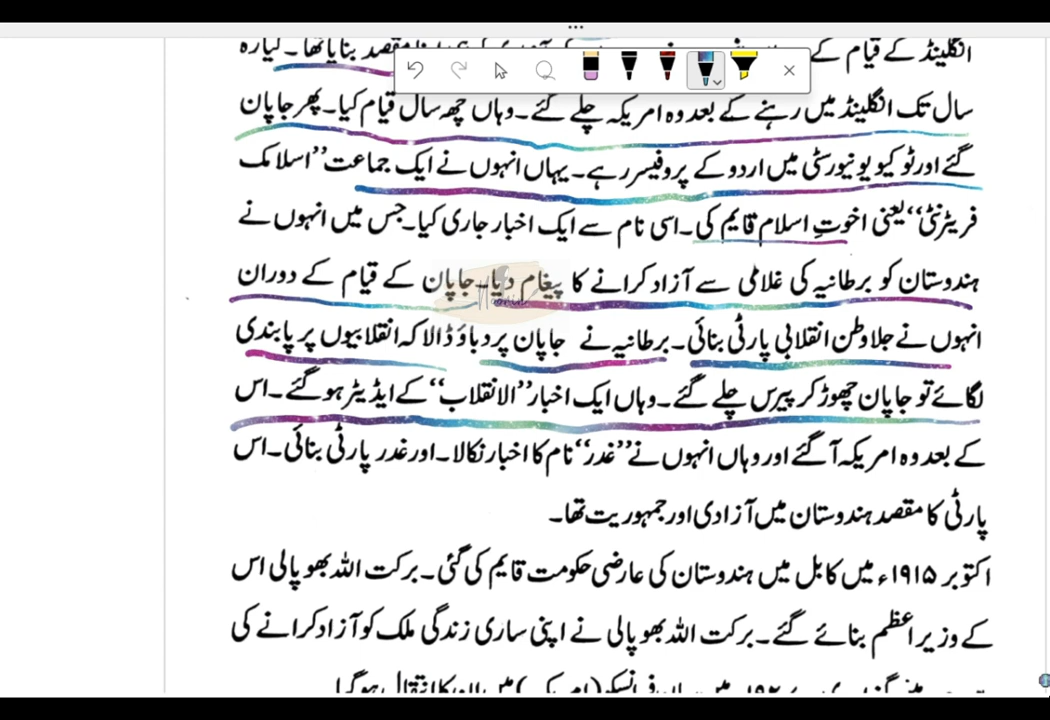 انگلینڈ کے قیام کے مقصد بنایا تھا۔ گیارہ
سال تک انگلینڈ میں رہنے کے بعد وہ امریکہ چلے گئے۔ وہاں چھ سال قیام کیا۔ پھر جاپان
گئے اور ٹوکیو یونیورسٹی میں اردو کے پروفیسر رہے۔ یہاں انہوں نے ایک جماعت ’’اسلامک
فریٹرنٹی‘‘ یعنی اخوتِ اسلام قایم کی۔ اسی نام سے ایک اخبار جاری کیا۔ جس میں انہوں نے
ہندوستان کو برطانیہ کی غلامی سے آزاد کرانے کا پیغام دیا۔ جاپان کے قیام کے دوران
انہوں نے جلاوطن انقلابی پارٹی بنائی۔ برطانیہ نے جاپان پر دباؤ ڈالا کہ انقلابیوں پر پابندی
لگائے تو جاپان چھوڑ کر پیرس چلے گئے۔ وہاں ایک اخبار ’’الانقلاب‘‘ کے ایڈیٹر ہو گئے۔ اس
کے بعد وہ امریکہ آگئے اور وہاں انہوں نے ’’غدر‘‘ نام کا اخبار نکالا۔ اور غدر پارٹی بنائی۔ اس
پارٹی کا مقصد ہندوستان میں آزادی اور جمہوریت تھا۔
اکتوبر ۱۹۱۵ء میں کابل میں ہندوستان کی عارضی حکومت قایم کی گئی۔ برکت اللہ بھوپالی اس
کے وزیر اعظم بنائے گئے۔ برکت اللہ بھوپالی نے اپنی ساری زندگی ملک کو آزاد کرانے کی